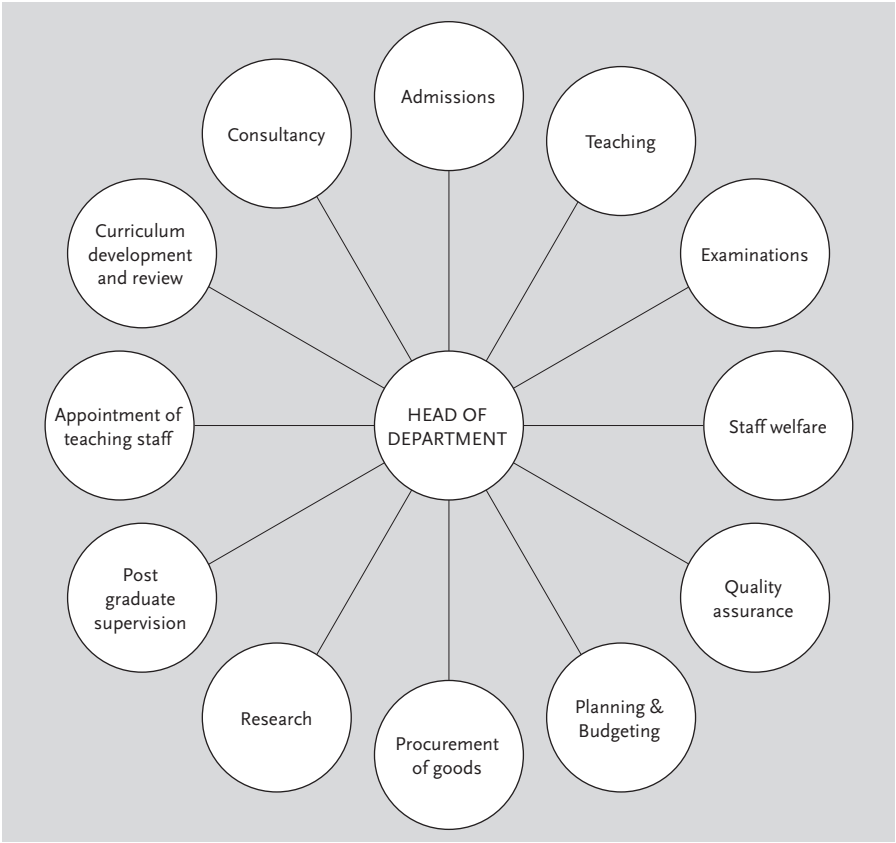 Admissions
Teaching
Examinations
Staff welfare
Quality
assurance
Planning &
Budgeting
Procurement
of goods
Research
Post
graduate
supervision
Appointment of
teaching staff
Curriculum
development
and review
Consultancy
HEAD OF
DEPARTMENT